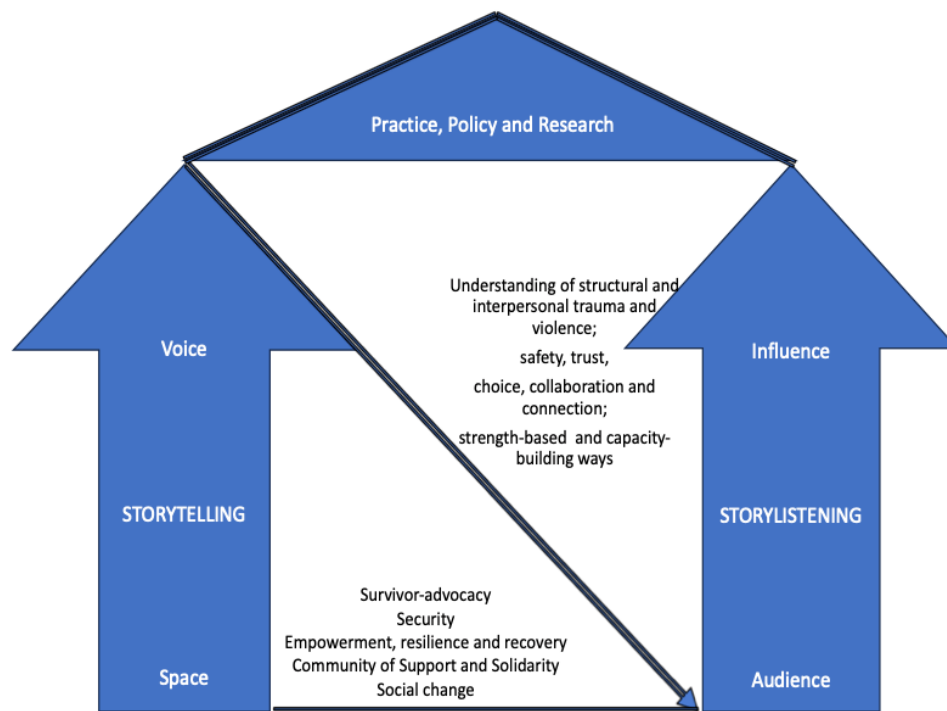 Practice, Policy and Research
Voice
STORYTELLING
Space
Understanding of structural and
interpersonal trauma and
violence;
safety, trust,
choice, collaboration and
connection;
strength-based and capacity-
building ways
Survivor-advocacy
Security
Empowerment, resilience and recovery
Community of Support and Solidarity
Social change
Influence
STORYLISTENING
Audience